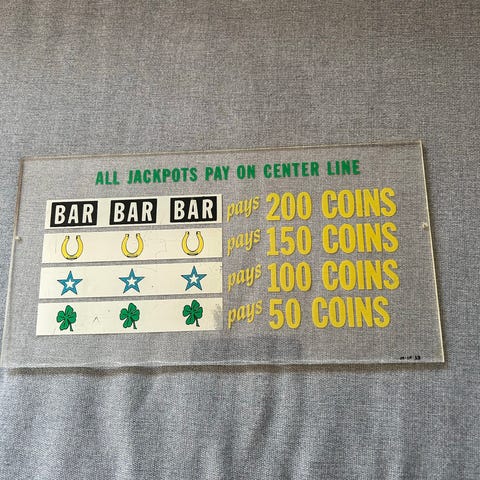 ALL JACKPOTS PAY ON CENTER LINE
BAR BAR BAR pays 200 COINS
pays 150 COINS
pays 100 COINS
pays 50 COINS